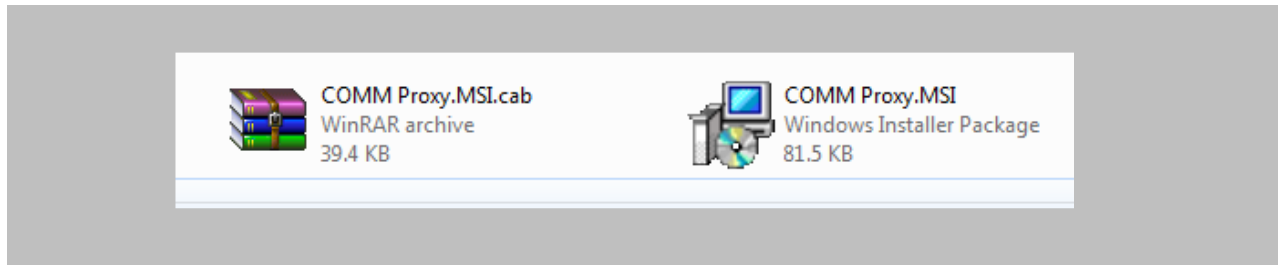 COMM Proxy.MSI.cab
WinRAR archive
39.4 KB
COMM Proxy.MSI
Windows Installer Package
81.5 KB